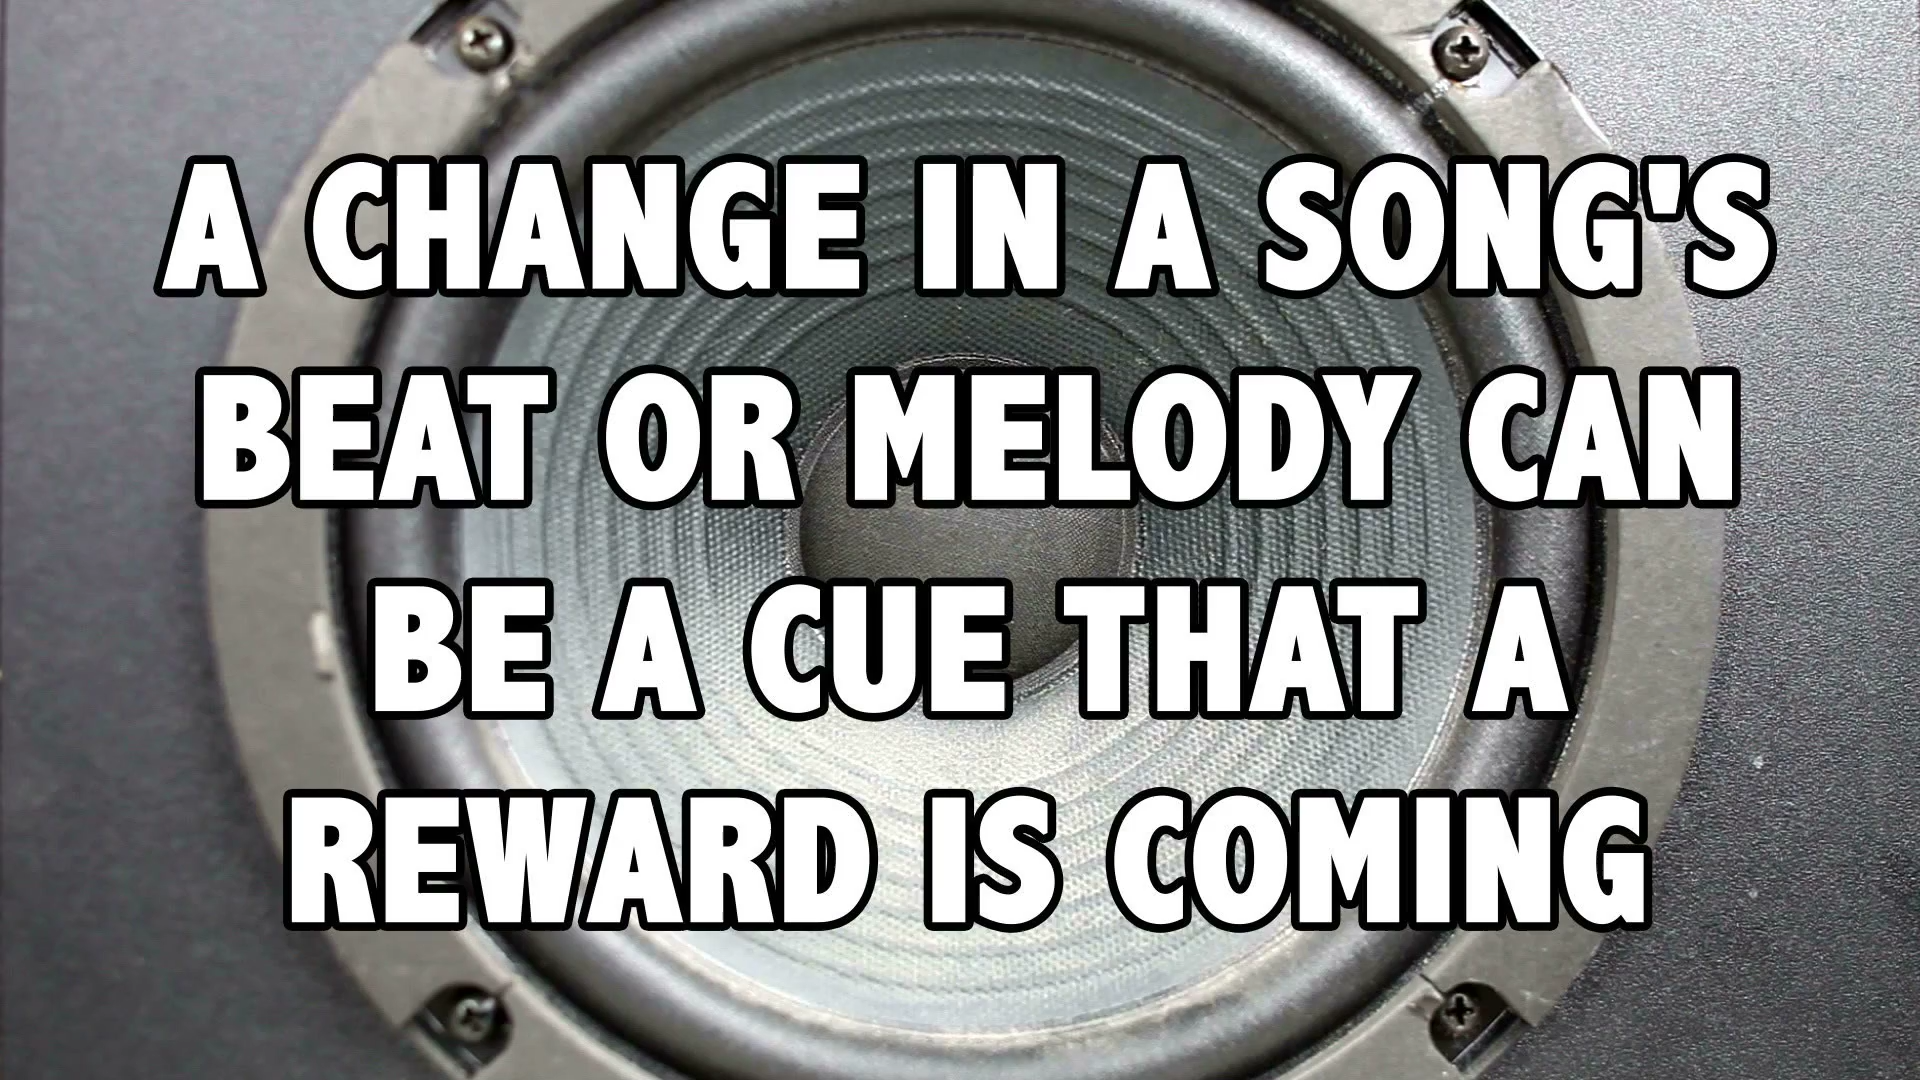 A CHANGE IN A SONG'S
BEAT OR MELODY CAN
BE A CUE THAT A
REWARD IS COMING